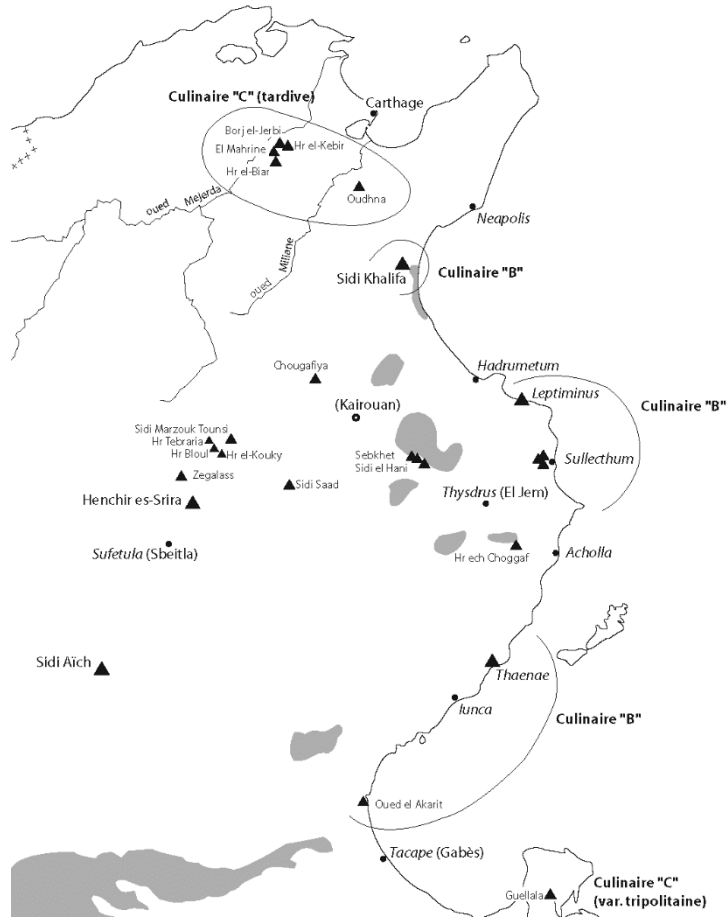 Culinaire "C" (tardive)
Carthage
Borj el-Jerbi
El Mahrine
Hr el-Kebir
Hr el-Biar
Oudhna
oued Mejerda
oued Miliane
Neapolis
Sidi Khalifa
Culinaire "B"
Chougafiya
Hadrumetum
Leptiminus
Culinaire "B"
(Kairouan)
Sidi Marzouk Tounsi
Hr Tebraria
Hr Bloul
Hr el-Kouky
Sebkhet
Sidi el Hani
Sullecthum
Zegalass
Sidi Saad
Henchir es-Srira
Thysdrus (El Jem)
Sufetula (Sbeitla)
Hr ech Choggaf
Acholla
Sidi Aïch
Thaenae
Iunca
Culinaire "B"
Oued el Akarit
Tacape (Gabès)
Guellala
Culinaire "C"
(var. tripolitaine)